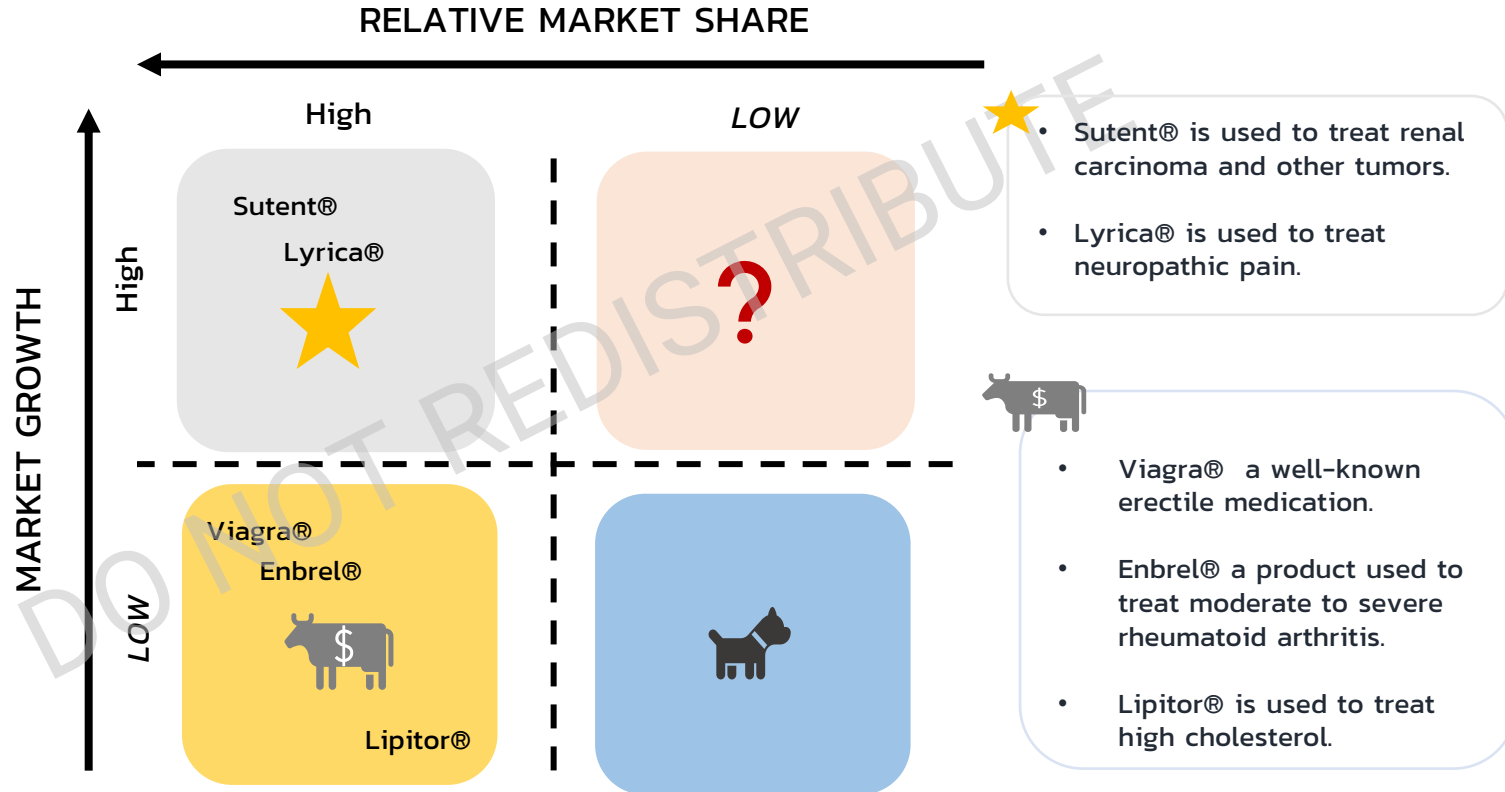 RELATIVE MARKET SHARE
High
LOW
MARKET GROWTH
High
LOW
Sutent®
Lyrica®
?
Viagra®
Enbrel®
$
Lipitor®
• Sutent® is used to treat renal
carcinoma and other tumors.
• Lyrica® is used to treat
neuropathic pain.
$
• Viagra® a well-known
erectile medication.
• Enbrel® a product used to
treat moderate to severe
rheumatoid arthritis.
• Lipitor® is used to treat
high cholesterol.
DO NOT REDISTRIBUTE